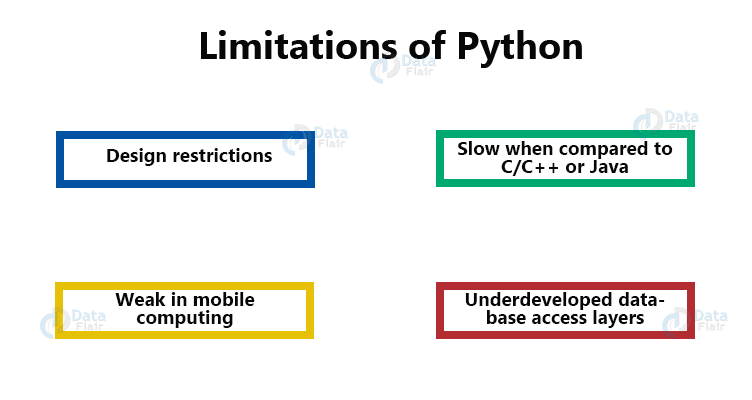 Limitations of Python
Data
Flair
Data
Flair
Design restrictions
Data
Flair
Slow when compared to
C/C++ or Java
Weak in mobile
computing
Data
Flair
Underdeveloped data-
base access layers
Data
Flair